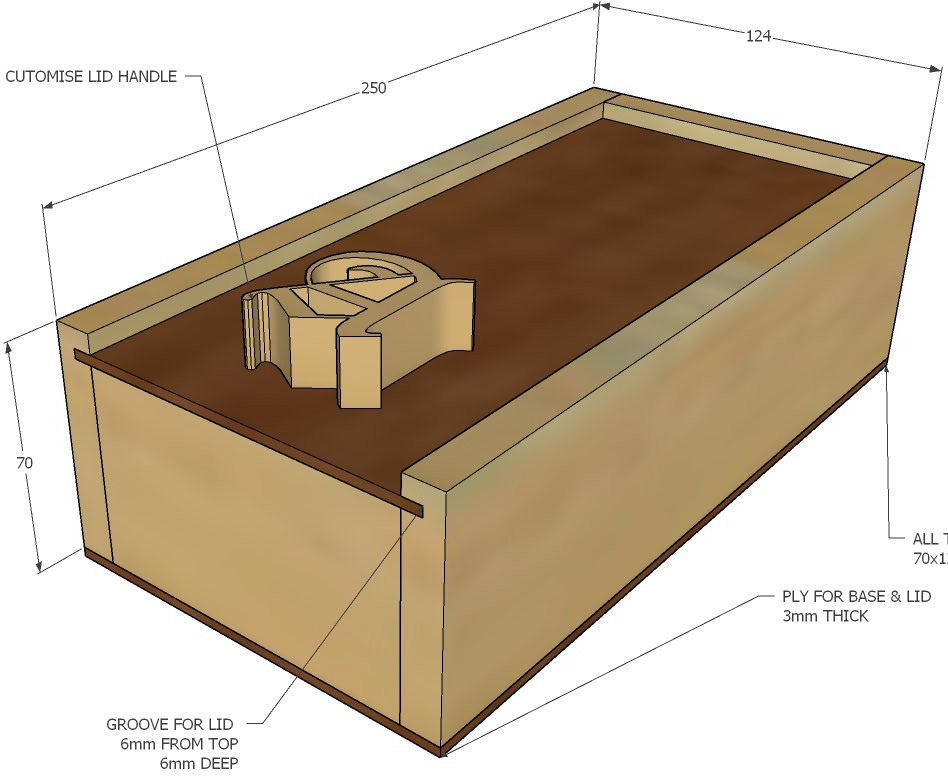 124
CUTOMISE LID HANDLE
250
70
ALL
70x1
PLY FOR BASE & LID
3mm THICK
GROOVE FOR LID
6mm FROM TOP
6mm DEEP